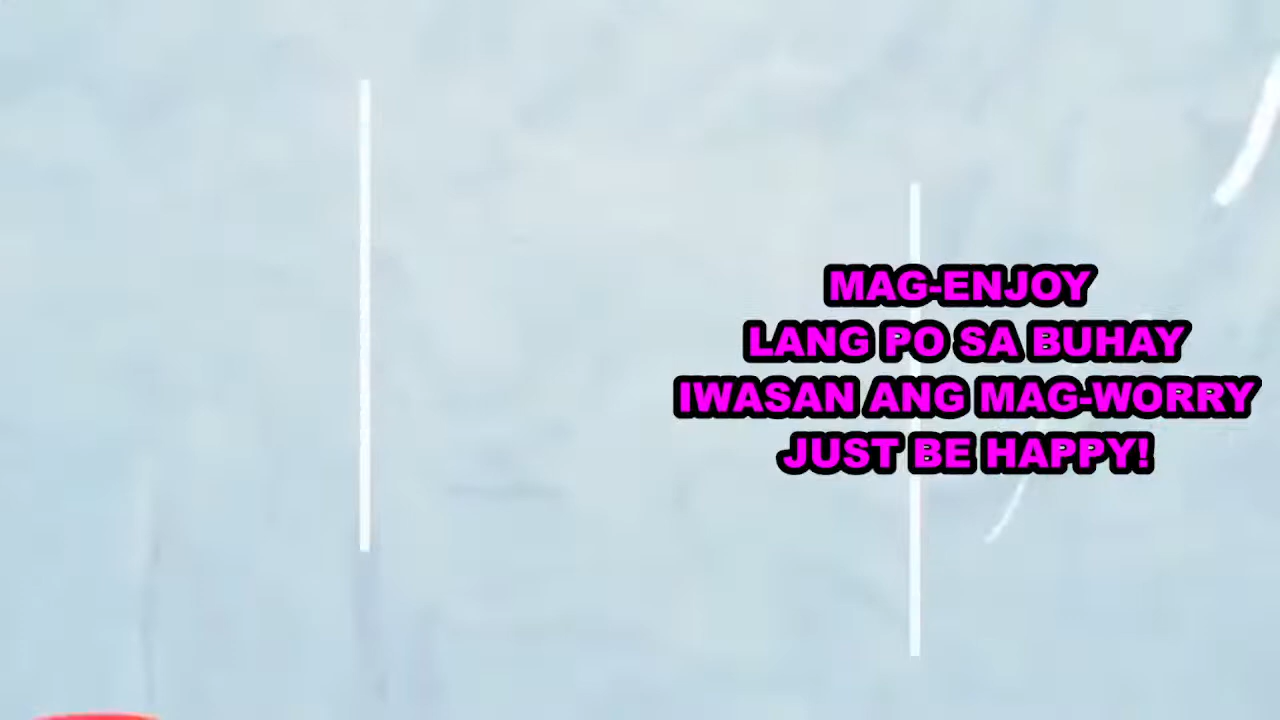 MAG-ENJOY
LANG PO SA BUHAY
IWASAN ANG MAG-WORRY
JUST BE HAPPY!